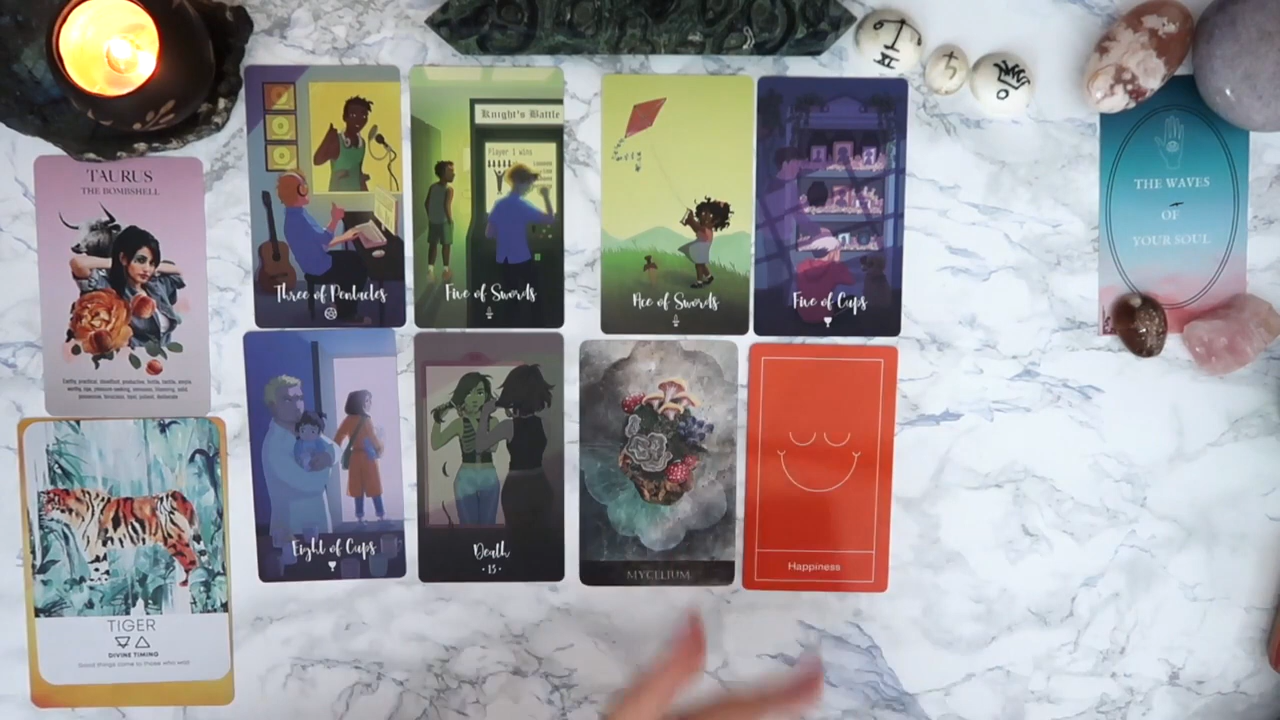 TAURUS
THE BOMBSHELL
TIGER
DIVINE TIMING
Good things come to those who wait
Three of Pentacles
Knight's Battle
Player 1 wins
Five of Swords
Ace of Swords
Five of Cups
Eight of Cups
Death
· 13 ·
MYCELIUM
Happiness
THE WAVES
OF
YOUR SOUL